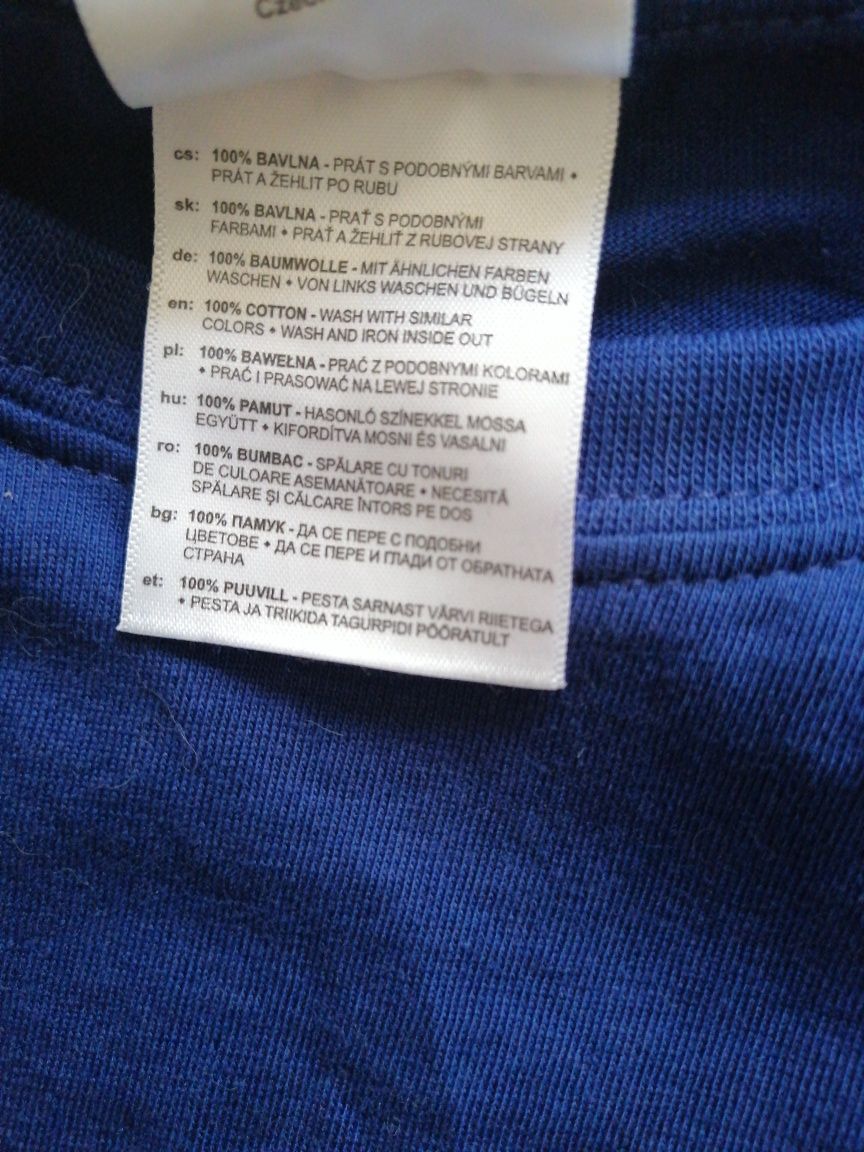 cs: 100% BAVLNA - PRÁT S PODOBNÝMI BARVAMI •
PRÁT A ŽEHLIT PO RUBU
sk: 100% BAVLNA - PRAŤ S PODOBNÝMI
FARBAMI • PRAŤ A ŽEHLIŤ Z RUBOVEJ STRANY
de: 100% BAUMWOLLE - MIT ÄHNLICHEN FARBEN
WASCHEN • VON LINKS WASCHEN UND BÜGELN
en: 100% COTTON - WASH WITH SIMILAR
COLORS • WASH AND IRON INSIDE OUT
pl: 100% BAWEŁNA - PRAĆ Z PODOBNYMI KOLORAMI
• PRAĆ I PRASOWAĆ NA LEWEJ STRONIE
hu: 100% PAMUT - HASONLÓ SZÍNEKKEL MOSSA
EGYÜTT • KIFORDÍTVA MOSNI ÉS VASALNI
ro: 100% BUMBAC - SPĂLARE CU TONURI
DE CULOARE ASEMANĂTOARE • NECESITĂ
SPĂLARE ȘI CĂLCARE ÎNTORS PE DOS
bg: 100% ПАМУК - ДА СЕ ПЕРЕ С ПОДОБНИ
ЦВЕТОВЕ • ДА СЕ ПЕРЕ И ГЛАДИ ОТ ОБРАТНАТА
СТРАНА
et: 100% PUUVILL - PESTA SARNAST VÄRVI RIIETEGA
• PESTA JA TRIIKIDA TAGURPIDI PÖÖRATULT